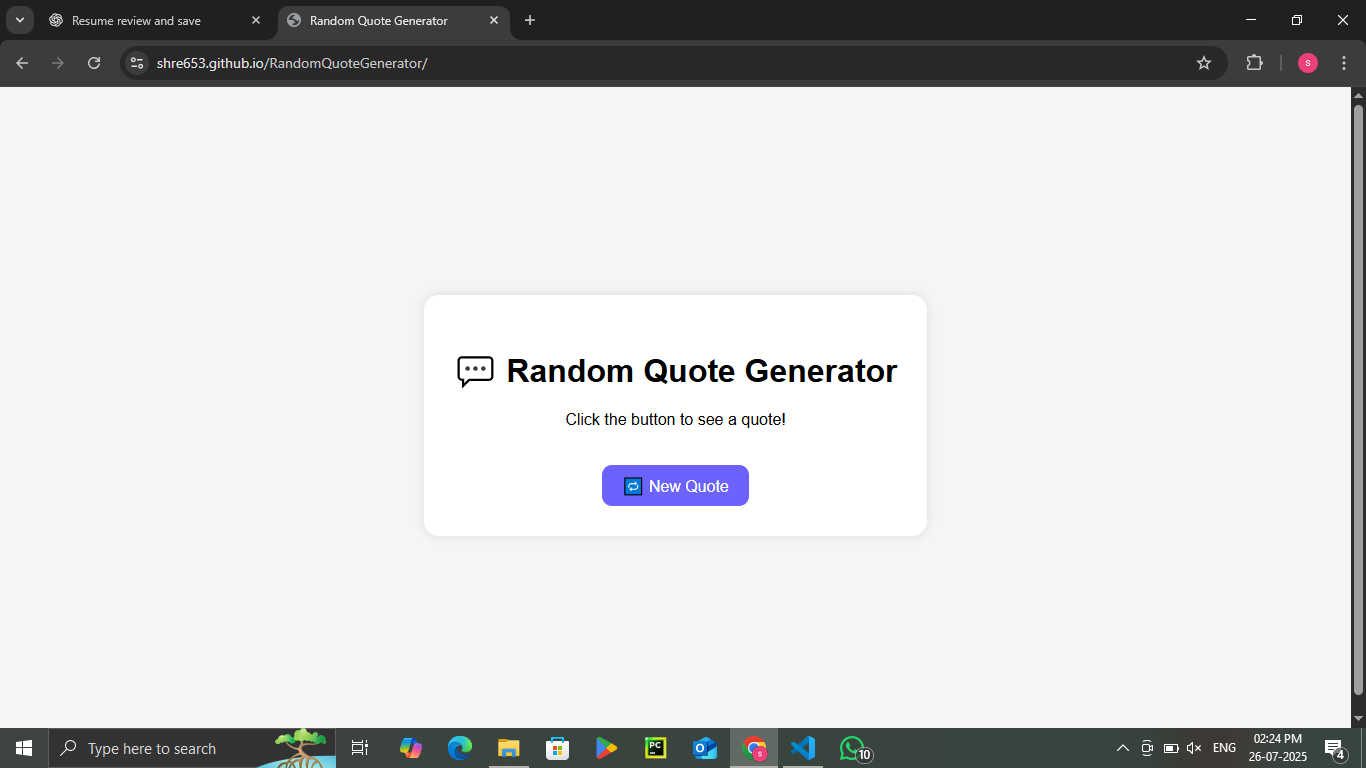 Resume review and save
Random Quote Generator
shre653.github.io/RandomQuoteGenerator/
s
💬 Random Quote Generator
Click the button to see a quote!
🔁 New Quote
Type here to search
PC
s
10
ENG
02:24 PM
26-07-2025
4